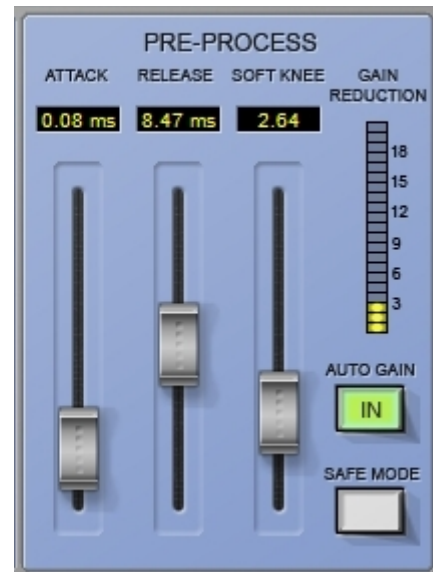 PRE-PROCESS
ATTACK RELEASE SOFT KNEE GAIN REDUCTION
0.08 ms 8.47 ms 2.64
18
15
12
9
6
3
AUTO GAIN
IN
SAFE MODE